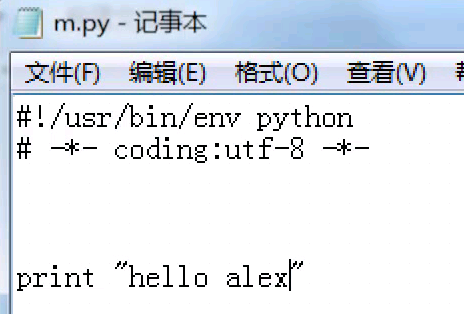 m.py - 记事本
文件(F) 编辑(E) 格式(O) 查看(V)
#!/usr/bin/env python
# -*- coding:utf-8 -*-
print "hello alex"